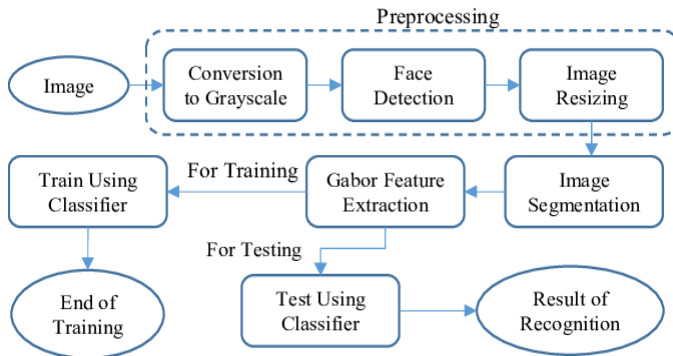 Preprocessing
Image
Conversion
to Grayscale
Face
Detection
Image
Resizing
Train Using
Classifier
For Training
Gabor Feature
Extraction
Image
Segmentation
For Testing
End of
Training
Test Using
Classifier
Result of
Recognition